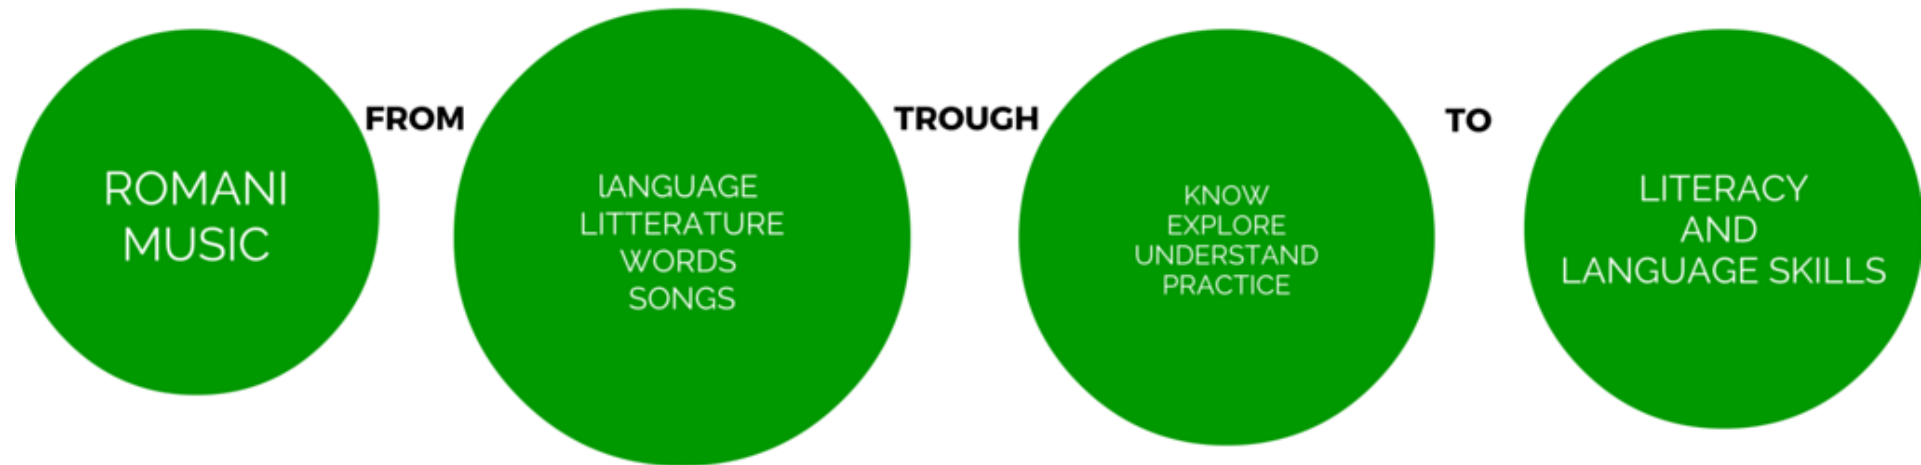 ROMANI
MUSIC
FROM
lANGUAGE
LITTERATURE
WORDS
SONGS
TROUGH
KNOW
EXPLORE
UNDERSTAND
PRACTICE
TO
LITERACY
AND
LANGUAGE SKILLS